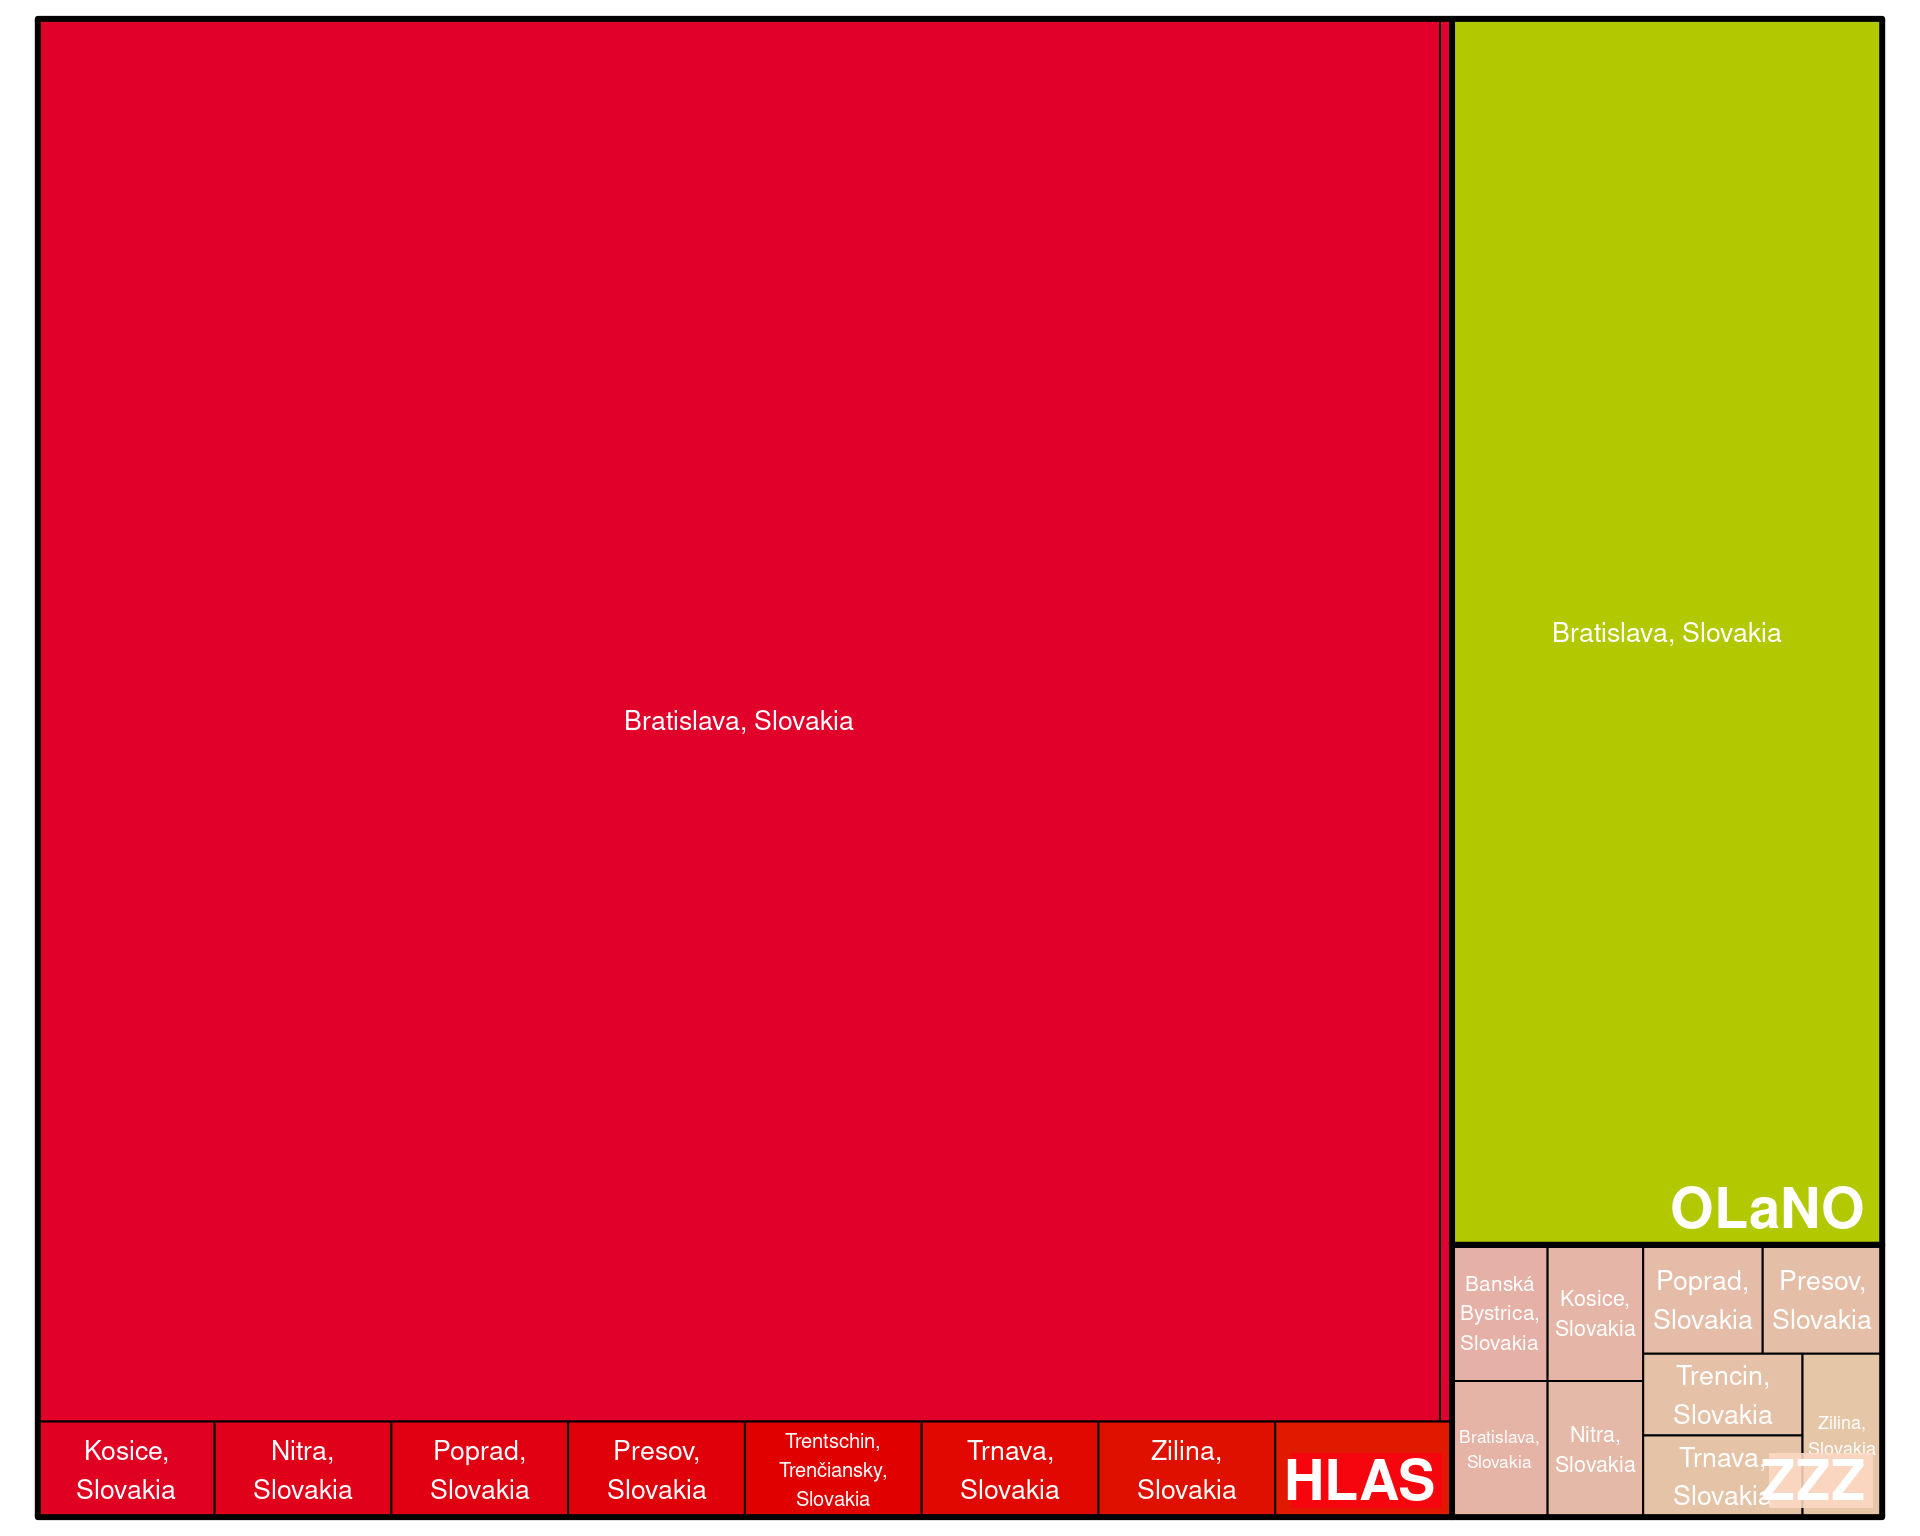 Bratislava, Slovakia
Kosice,
Slovakia
Nitra,
Slovakia
Poprad,
Slovakia
Presov,
Slovakia
Trentschin,
Trenčiansky,
Slovakia
Trnava,
Slovakia
Zilina,
Slovakia
HLAS
Bratislava, Slovakia
OLaNO
Banská
Bystrica,
Slovakia
Kosice,
Slovakia
Poprad,
Slovakia
Presov,
Slovakia
Bratislava,
Slovakia
Nitra,
Slovakia
Trencin,
Slovakia
Trnava,
Slovakia
Zilina,
Slovakia
ZZZ